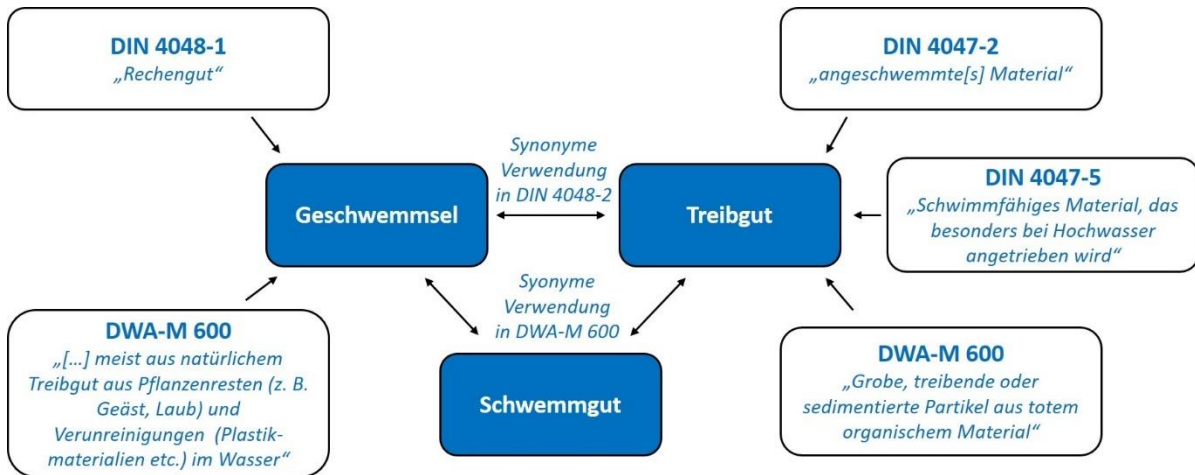 DIN 4048-1
„Rechengut“
DIN 4047-2
„angeschwemmte[s] Material“
Synonyme
Verwendung
in DIN 4048-2
Geschwemmsel
Treibgut
DIN 4047-5
„Schwimmfähiges Material, das
besonders bei Hochwasser
angetrieben wird“
Synonyme
Verwendung
in DWA-M 600
DWA-M 600
„[…] meist aus natürlichem
Treibgut aus Pflanzenresten (z. B.
Geäst, Laub) und
Verunreinigungen (Plastik-
materialien etc.) im Wasser“
Schwemmgut
DWA-M 600
„Grobe, treibende oder
sedimentierte Partikel aus totem
organischem Material“